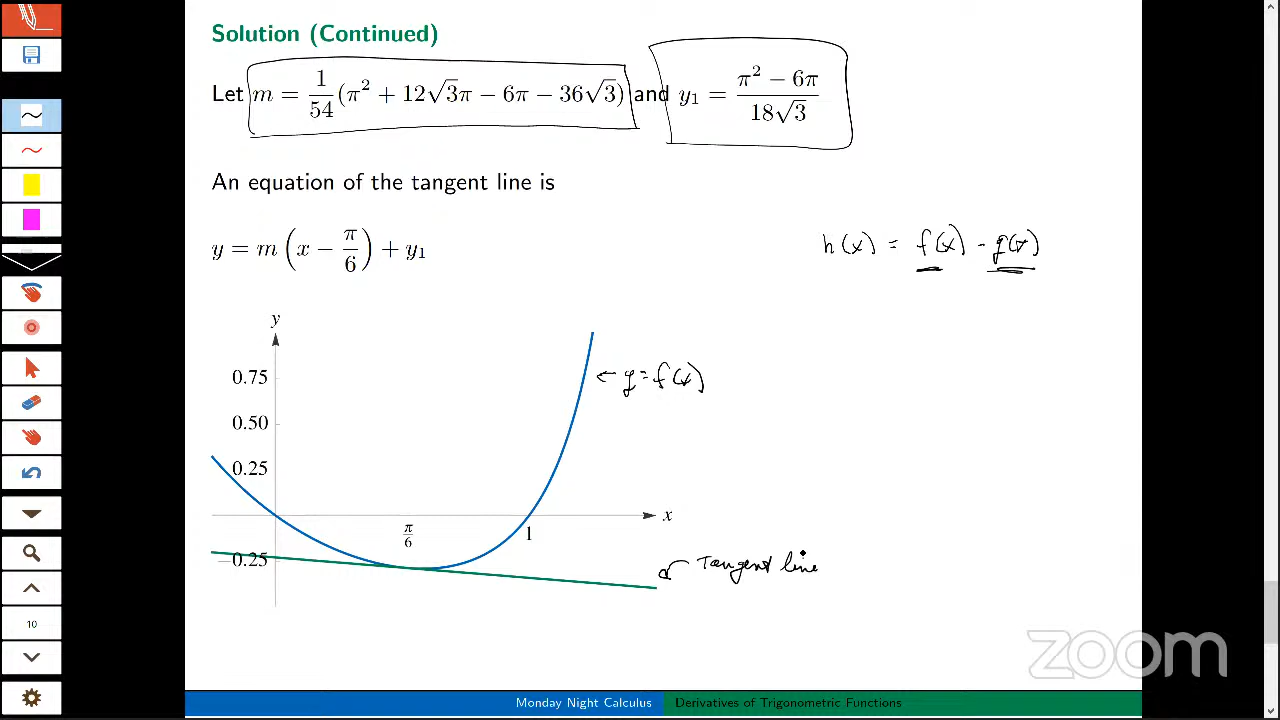 Solution (Continued)
Let m = 1/54 (π² + 12√3π − 6π − 36√3) and y₁ = (π² − 6π)/(18√3)
An equation of the tangent line is
y = m (x − π/6) + y₁
h(x) = f(x) - g(x)
y
0.75
← y = f(x)
0.50
0.25
x
π/6
1
−0.25
Tangent line
10
zoom
Monday Night Calculus Derivatives of Trigonometric Functions